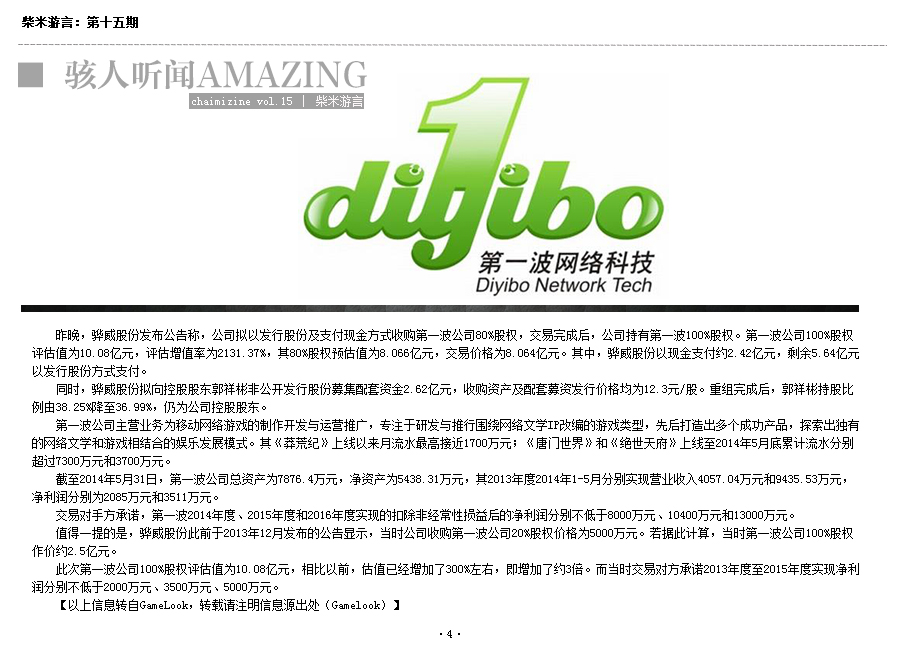 柴米游言：第十五期
骇人听闻AMAZING
chaimizine vol.15 | 柴米游言
1
diyibo
第一波网络科技
Diyibo Network Tech
昨晚，骅威股份发布公告称，公司拟以发行股份及支付现金方式收购第一波公司80%股权，交易完成后，公司持有第一波100%股权。第一波公司100%股权
评估值为10.08亿元，评估增值率为2131.37%，其80%股权预估值为8.066亿元，交易价格为8.064亿元。其中，骅威股份以现金支付约2.42亿元，剩余5.64亿元
以发行股份方式支付。
同时，骅威股份拟向控股股东郭祥彬非公开发行股份募集配套资金2.62亿元，收购资产及配套募资发行价格均为12.3元/股。重组完成后，郭祥彬持股比
例由38.25%降至36.99%，仍为公司控股股东。
第一波公司主营业务为移动网络游戏的制作开发与运营推广，专注于研发与推行围绕网络文学IP改编的游戏类型，先后打造出多个成功产品，探索出独有
的网络文学和游戏相结合的娱乐发展模式。其《莽荒纪》上线以来月流水最高接近1700万元；《唐门世界》和《绝世天府》上线至2014年5月底累计流水分别
超过7300万元和3700万元。
截至2014年5月31日，第一波公司总资产为7876.4万元，净资产为5438.31万元，其2013年度2014年1-5月分别实现营业收入4057.04万元和9435.53万元，
净利润分别为2085万元和3511万元。
交易对手方承诺，第一波2014年度、2015年度和2016年度实现的扣除非经常性损益后的净利润分别不低于8000万元、10400万元和13000万元。
值得一提的是，骅威股份此前于2013年12月发布的公告显示，当时公司收购第一波公司20%股权价格为5000万元。若据此计算，当时第一波公司100%股权
作价约2.5亿元。
此次第一波公司100%股权评估值为10.08亿元，相比以前，估值已经增加了300%左右，即增加了约3倍。而当时交易对方承诺2013年度至2015年度实现净利
润分别不低于2000万元、3500万元、5000万元。
【以上信息转自GameLook，转载请注明信息源出处（Gamelook）】
·4·